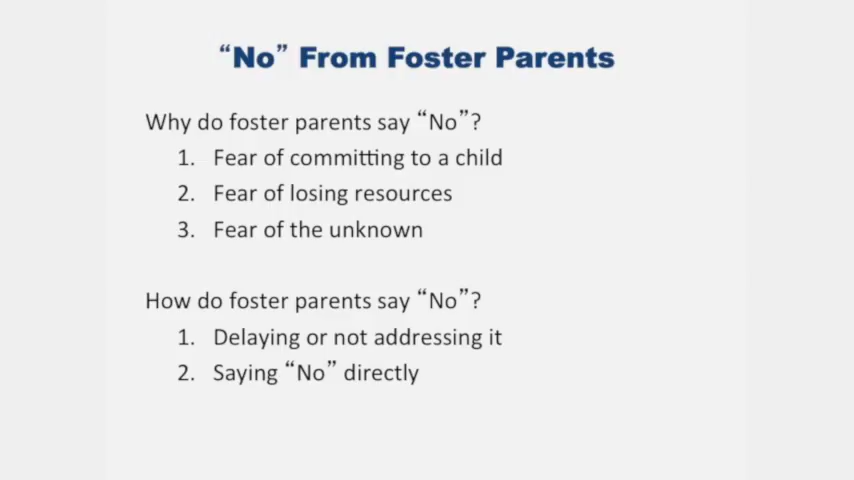 “No” From Foster Parents
Why do foster parents say “No”?
1. Fear of committing to a child
2. Fear of losing resources
3. Fear of the unknown
How do foster parents say “No”?
1. Delaying or not addressing it
2. Saying “No” directly